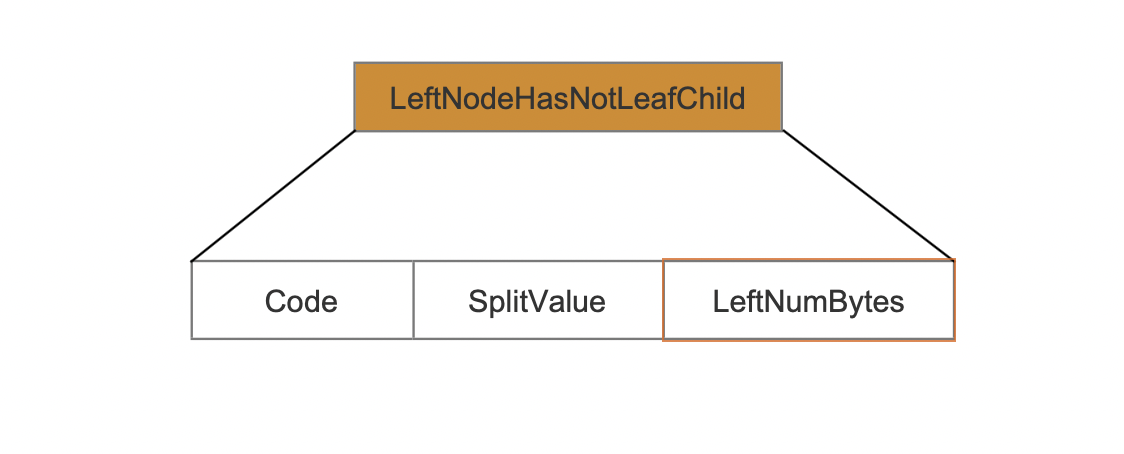 LeftNodeHasNotLeafChild
Code SplitValue LeftNumBytes